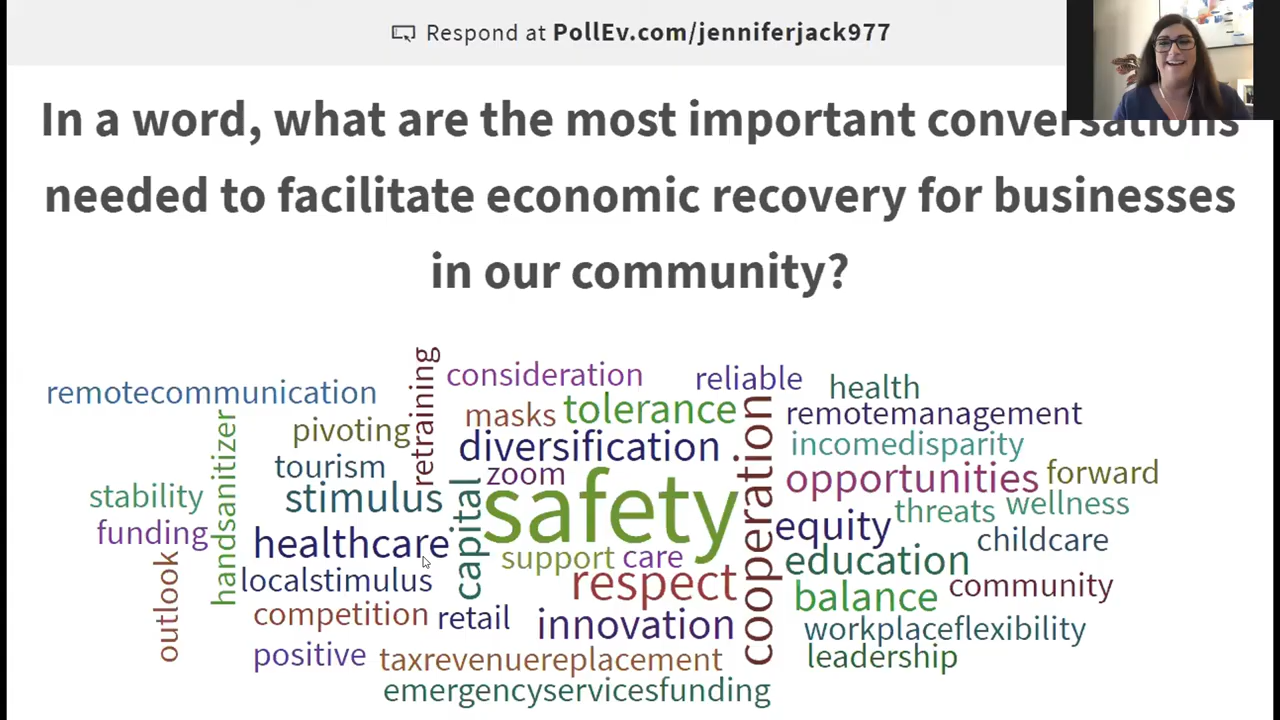 Respond at PollEv.com/jenniferjack977
In a word, what are the most important conversations
needed to facilitate economic recovery for businesses
in our community?
remotecommunication
retraining
consideration
reliable
health
handsanitizer
pivoting
masks
tolerance
cooperation
remotemanagement
tourism
diversification
incomedisparity
stability
stimulus
capital
zoom
safety
opportunities
forward
funding
healthcare
equity
threats
wellness
outlook
localstimulus
support
care
education
childcare
competition
retail
respect
balance
community
positive
innovation
workplaceflexibility
taxrevenuereplacement
leadership
emergencyservicesfunding